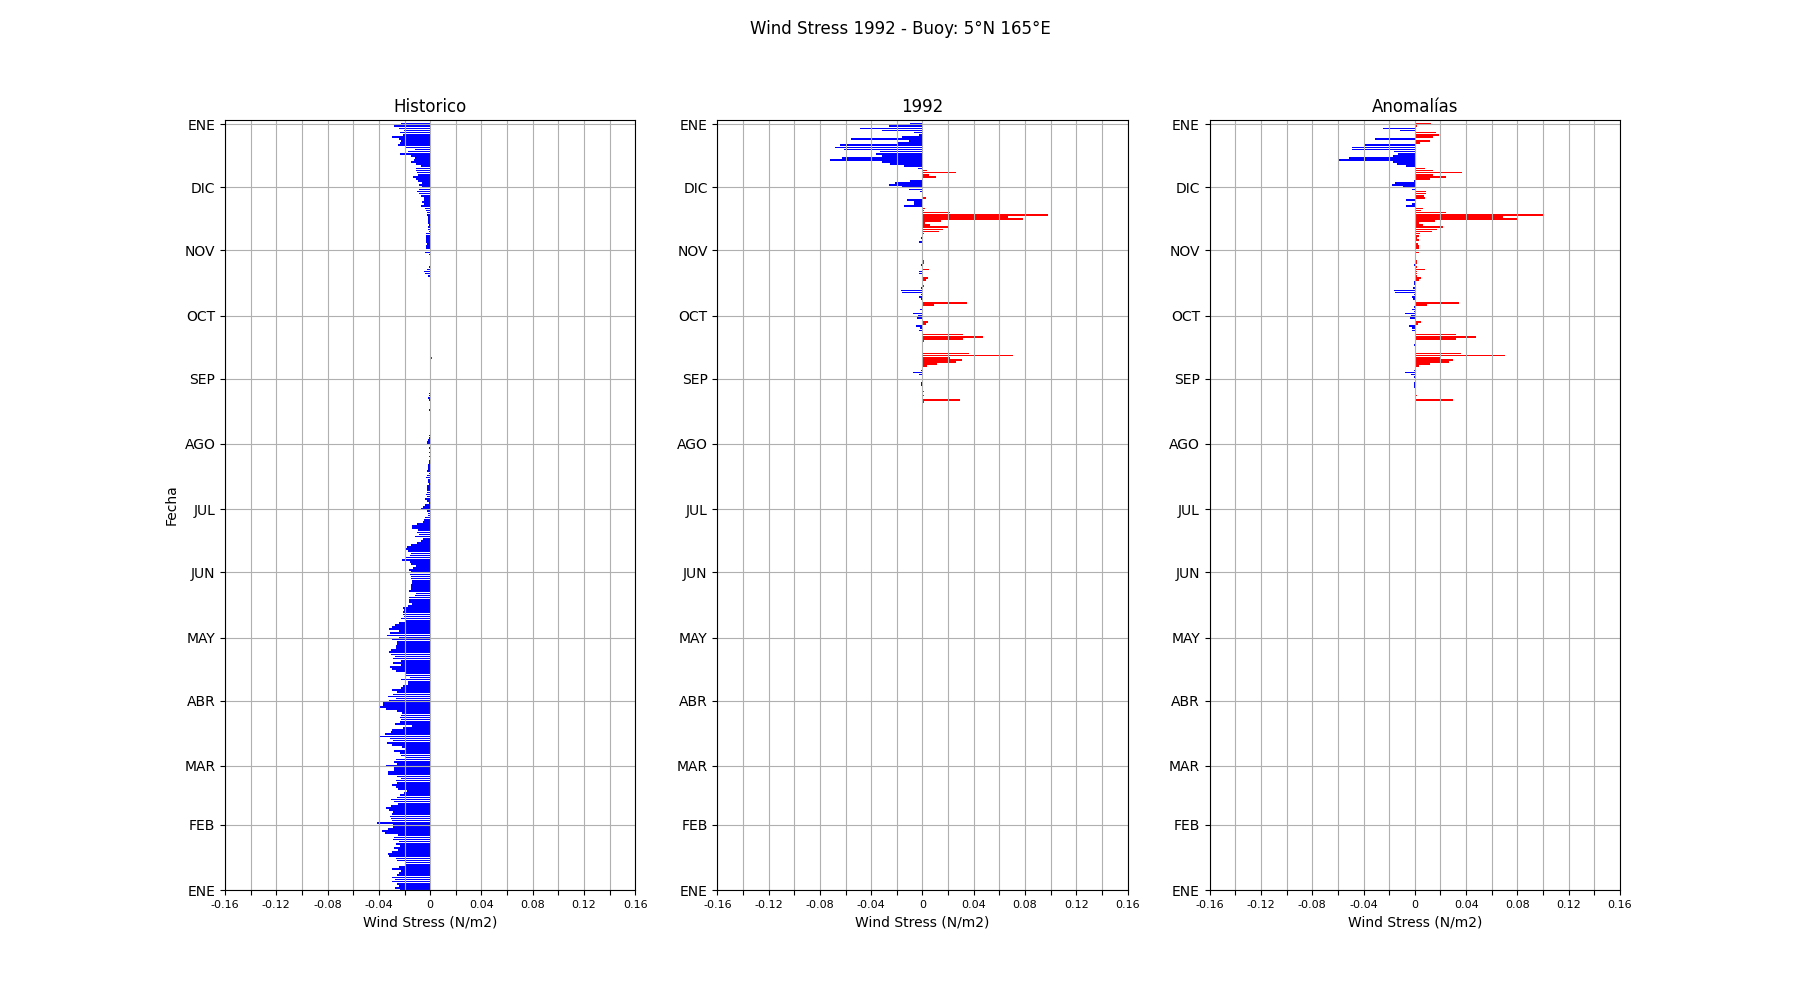 Wind Stress 1992 - Buoy: 5°N 165°E
Historico
ENE
DIC
NOV
OCT
SEP
AGO
JUL
JUN
MAY
ABR
MAR
FEB
ENE
Fecha
-0.16 -0.12 -0.08 -0.04 0 0.04 0.08 0.12 0.16
Wind Stress (N/m2)
1992
ENE
DIC
NOV
OCT
SEP
AGO
JUL
JUN
MAY
ABR
MAR
FEB
ENE
-0.16 -0.12 -0.08 -0.04 0 0.04 0.08 0.12 0.16
Wind Stress (N/m2)
Anomalías
ENE
DIC
NOV
OCT
SEP
AGO
JUL
JUN
MAY
ABR
MAR
FEB
ENE
-0.16 -0.12 -0.08 -0.04 0 0.04 0.08 0.12 0.16
Wind Stress (N/m2)